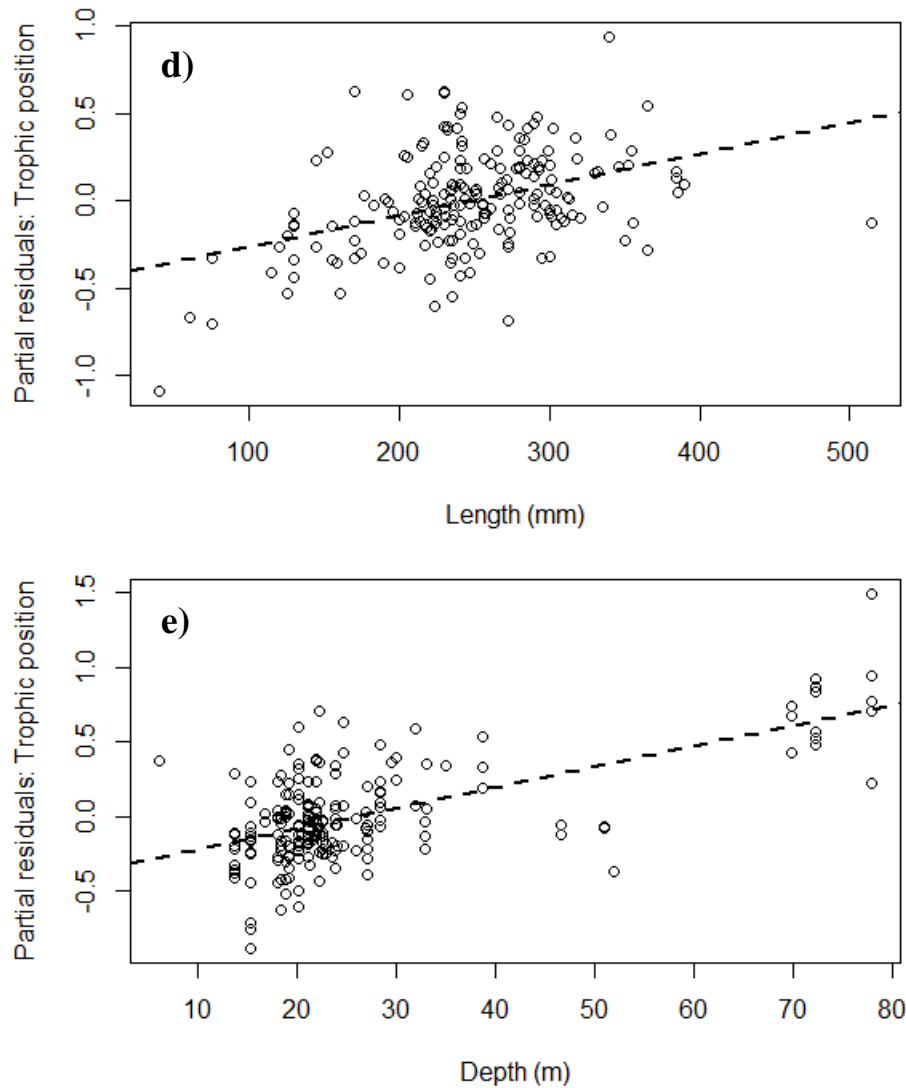 d)
Partial residuals: Trophic position
1.0
0.5
0.0
-0.5
-1.0
100 200 300 400 500
Length (mm)
e)
Partial residuals: Trophic position
1.5
1.0
0.5
0.0
-0.5
10 20 30 40 50 60 70 80
Depth (m)